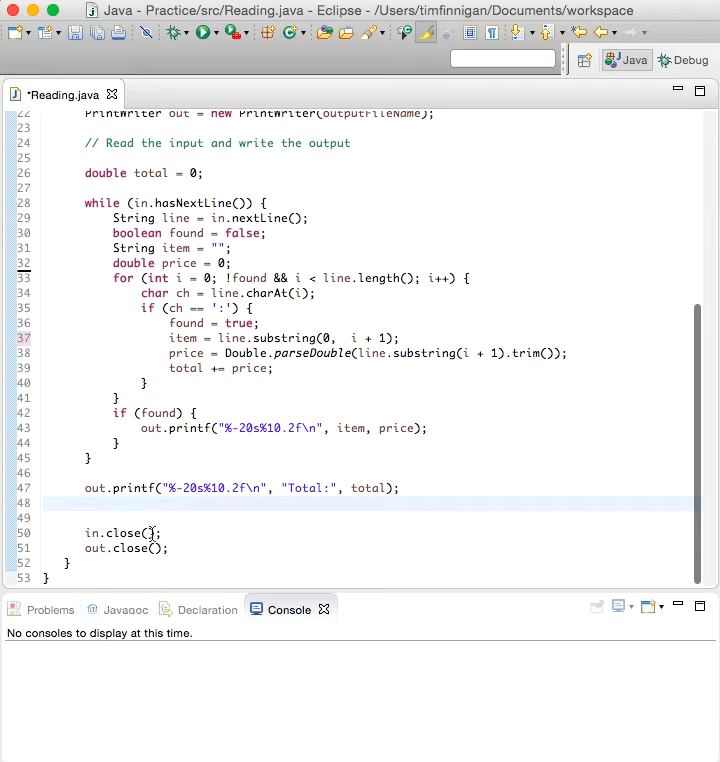 Java - Practice/src/Reading.java - Eclipse - /Users/timfinnigan/Documents/workspace
Java Debug
*Reading.java
22 PrintWriter out = new PrintWriter(outputFileName);
23
24 // Read the input and write the output
25
26 double total = 0;
27
28 while (in.hasNextLine()) {
29 String line = in.nextLine();
30 boolean found = false;
31 String item = "";
32 double price = 0;
33 for (int i = 0; !found && i < line.length(); i++) {
34 char ch = line.charAt(i);
35 if (ch == ':') {
36 found = true;
37 item = line.substring(0,  i + 1);
38 price = Double.parseDouble(line.substring(i + 1).trim());
39 total += price;
40 }
41 }
42 if (found) {
43 out.printf("%-20s%10.2f\n", item, price);
44 }
45 }
46
47 out.printf("%-20s%10.2f\n", "Total:", total);
48
49
50 in.close();
51 out.close();
52 }
53 }
Problems @ Javadoc Declaration Console
No consoles to display at this time.